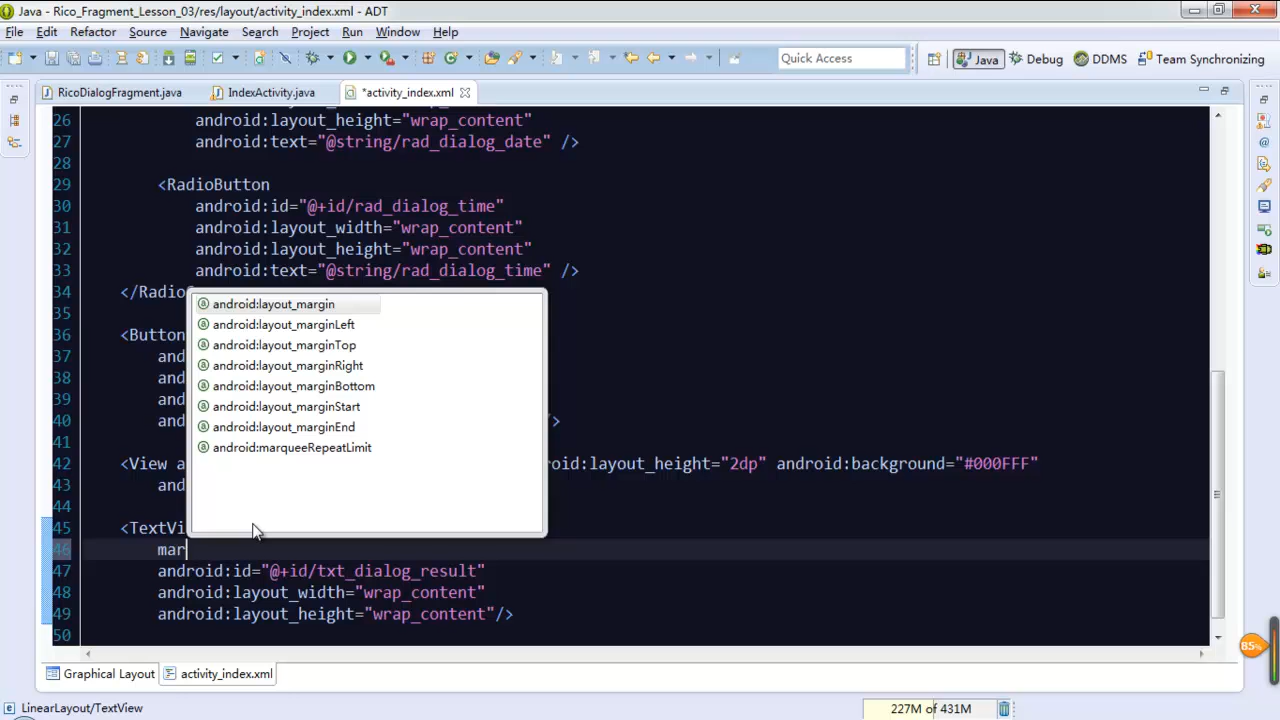 Java - Rico_Fragment_Lesson_03/res/layout/activity_index.xml - ADT
File Edit Refactor Source Navigate Search Project Run Window Help
Quick Access Java Debug DDMS Team Synchronizing
RicoDialogFragment.java IndexActivity.java *activity_index.xml
26 android:layout_height="wrap_content"
27 android:text="@string/rad_dialog_date" />
28
29 <RadioButton
30 android:id="@+id/rad_dialog_time"
31 android:layout_width="wrap_content"
32 android:layout_height="wrap_content"
33 android:text="@string/rad_dialog_time" />
34 </Radio
android:layout_margin
android:layout_marginLeft
android:layout_marginTop
android:layout_marginRight
android:layout_marginBottom
android:layout_marginStart
android:layout_marginEnd
android:marqueeRepeatLimit
35
36 <Button
37 and
38 and
39 and
40 and />
41
42 <View a oid:layout_height="2dp" android:background="#000FFF"
43 and
44
45 <TextVi
46 mar
47 android:id="@+id/txt_dialog_result"
48 android:layout_width="wrap_content"
49 android:layout_height="wrap_content"/>
50
85%
Graphical Layout activity_index.xml
LinearLayout/TextView 227M of 431M